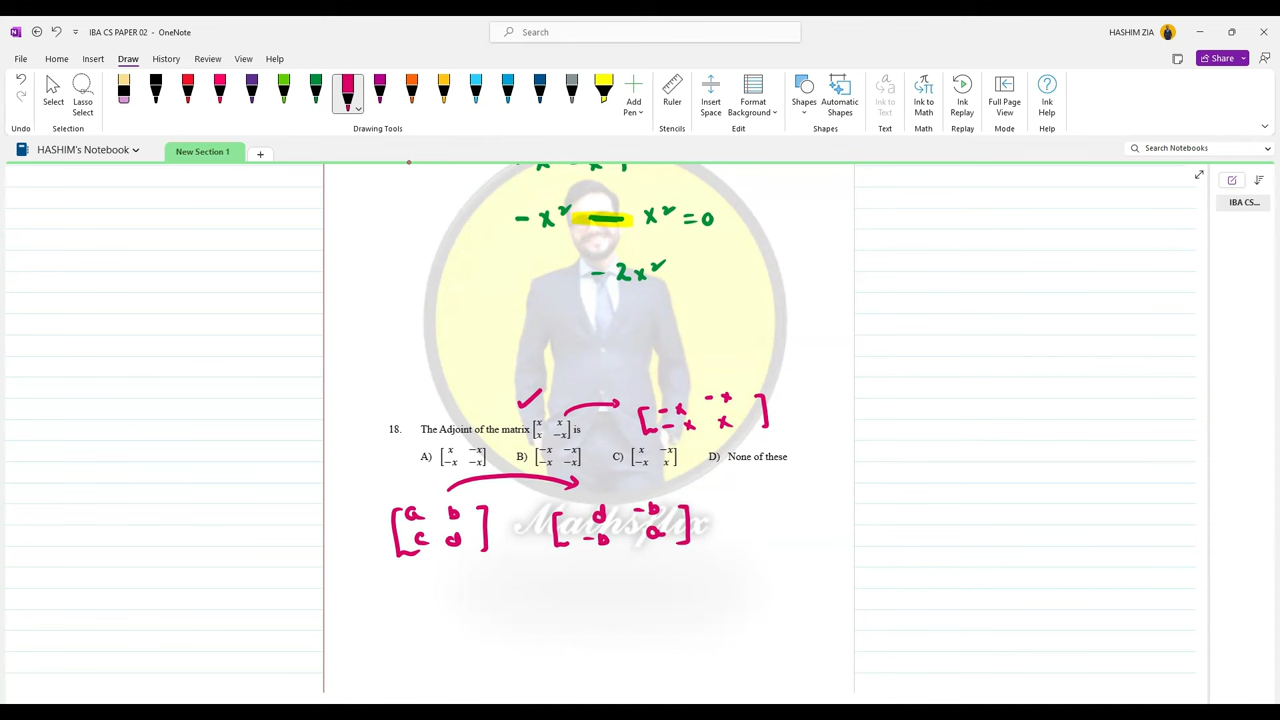 IBA CS PAPER 02 - OneNote
Search
HASHIM ZIA
File Home Insert Draw History Review View Help
Share
Undo
Select
Lasso Select
Add Pen
Ruler
Insert Space
Format Background
Shapes
Automatic Shapes
Ink to Text
Ink to Math
Ink Replay
Full Page View
Ink Help
Undo Selection Drawing Tools Stencils Edit Shapes Text Math Replay Mode Help
HASHIM's Notebook New Section 1 +
Search Notebooks
IBA CS...
- x² - x² = 0
- 2x²
[-x -x
-x x]
18. The Adjoint of the matrix [x x
x -x] is
A) [x -x
-x -x] B) [-x -x
-x -x] C) [x -x
-x x] D) None of these
[a b
c d] [d -b
-b a]
Mathsflix